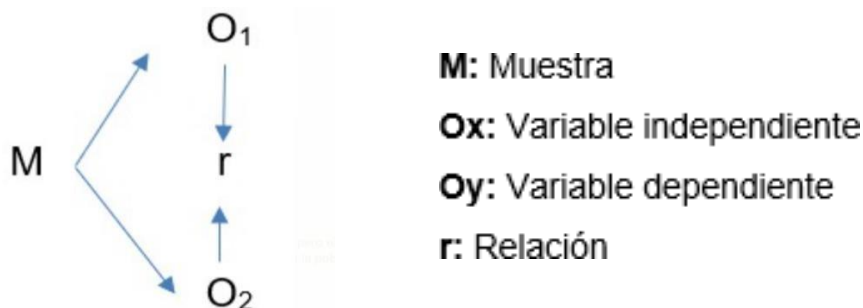 O₁
M
r
O₂
M: Muestra
Ox: Variable independiente
Oy: Variable dependiente
r: Relación